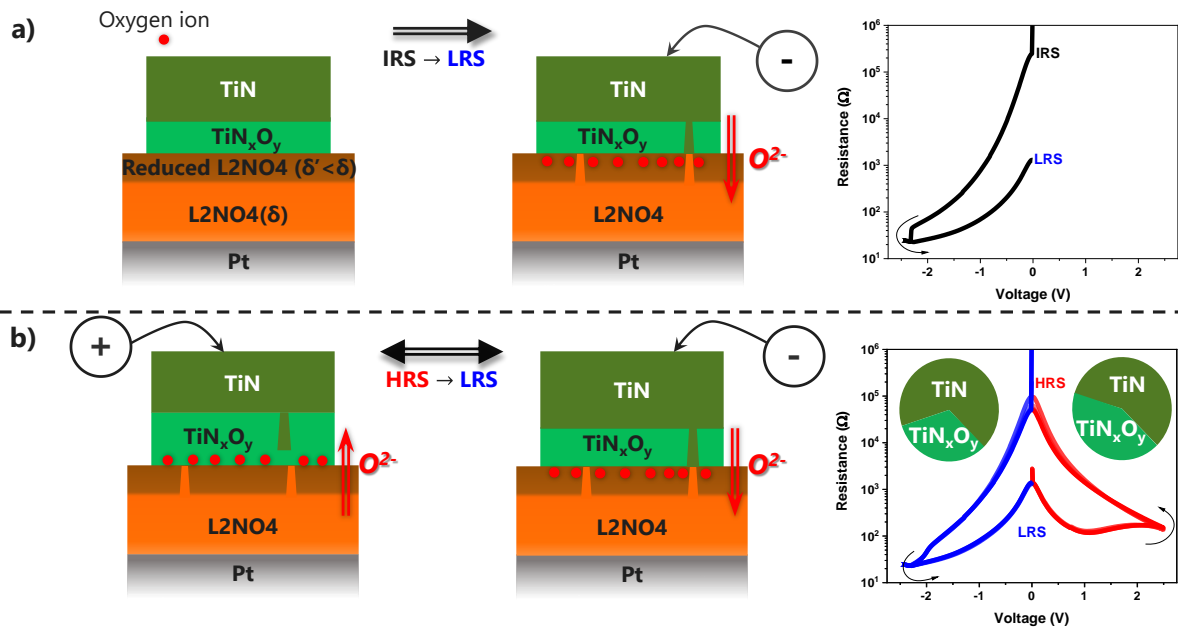 a)
Oxygen ion
IRS → LRS
-
TiN
TiNxOy
Reduced L2NO4 (δ'<δ)
L2NO4(δ)
Pt
TiN
TiNxOy
O2-
L2NO4
Pt
Resistance (Ω)
10^6
10^5
10^4
10^3
10^2
10^1
IRS
LRS
-2
-1
0
1
2
Voltage (V)
b)
+
HRS → LRS
-
TiN
TiNxOy
O2-
L2NO4
Pt
TiN
TiNxOy
O2-
L2NO4
Pt
Resistance (Ω)
10^6
10^5
10^4
10^3
10^2
10^1
TiN
TiNxOy
HRS
TiN
TiNxOy
LRS
-2
-1
0
1
2
Voltage (V)